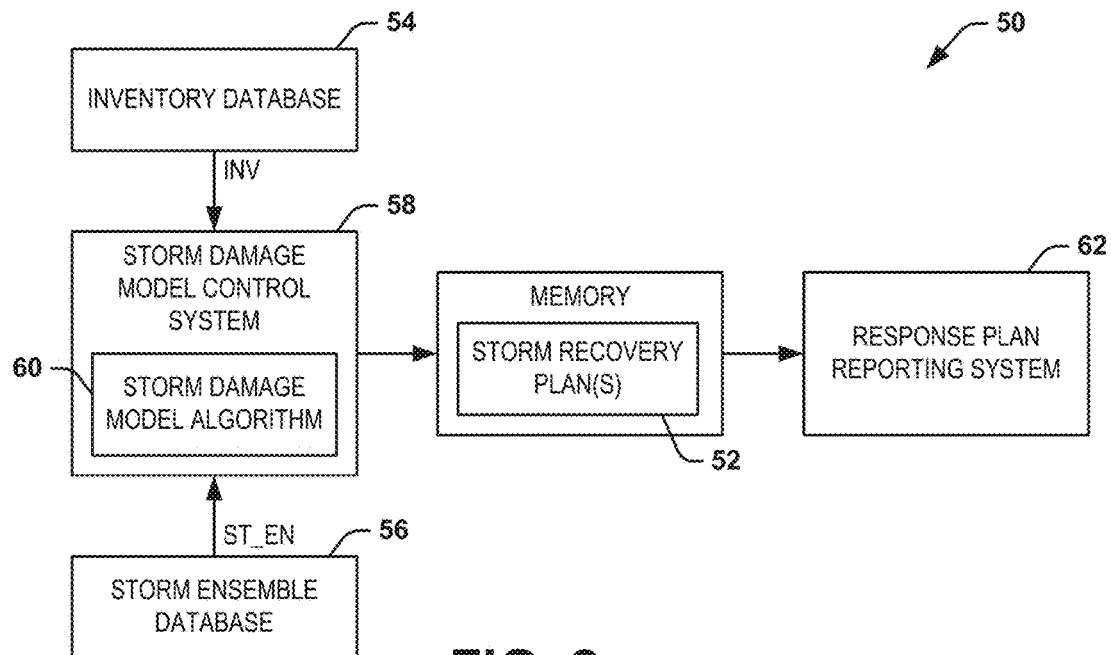 54
50
INVENTORY DATABASE
INV
58
STORM DAMAGE
MODEL CONTROL
SYSTEM
60
STORM DAMAGE
MODEL ALGORITHM
MEMORY
STORM RECOVERY
PLAN(S)
52
62
RESPONSE PLAN
REPORTING SYSTEM
ST_EN
56
STORM ENSEMBLE
DATABASE